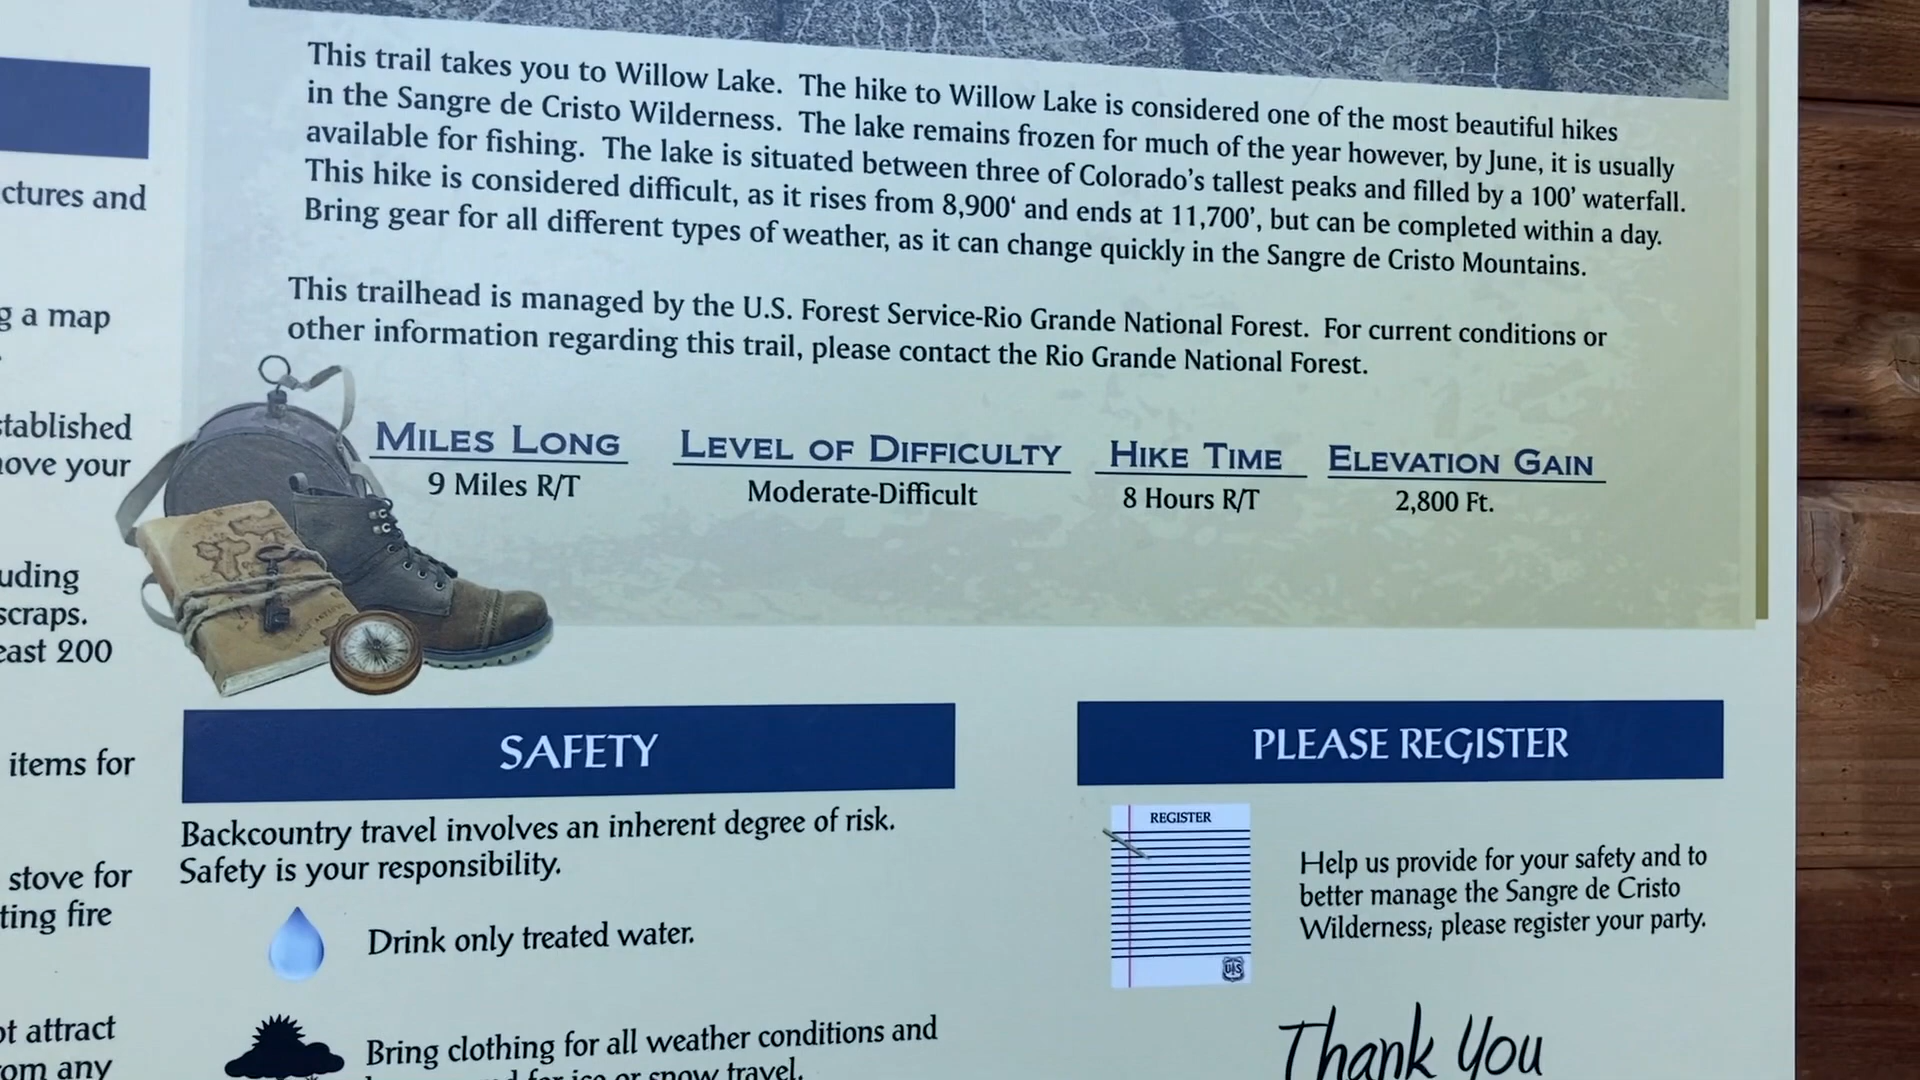 This trail takes you to Willow Lake. The hike to Willow Lake is considered one of the most beautiful hikes
in the Sangre de Cristo Wilderness. The lake remains frozen for much of the year however, by June, it is usually
available for fishing. The lake is situated between three of Colorado's tallest peaks and filled by a 100' waterfall.
This hike is considered difficult, as it rises from 8,900‘ and ends at 11,700’, but can be completed within a day.
Bring gear for all different types of weather, as it can change quickly in the Sangre de Cristo Mountains.
This trailhead is managed by the U.S. Forest Service-Rio Grande National Forest. For current conditions or
other information regarding this trail, please contact the Rio Grande National Forest.
MILES LONG
9 Miles R/T
LEVEL OF DIFFICULTY
Moderate-Difficult
HIKE TIME
8 Hours R/T
ELEVATION GAIN
2,800 Ft.
ctures and
g a map
tablished
ove your
uding
scraps.
east 200
items for
stove for
ting fire
ot attract
om any
SAFETY
Backcountry travel involves an inherent degree of risk.
Safety is your responsibility.
Drink only treated water.
Bring clothing for all weather conditions and
for ice or snow travel.
PLEASE REGISTER
REGISTER
US
Help us provide for your safety and to
better manage the Sangre de Cristo
Wilderness; please register your party.
Thank You